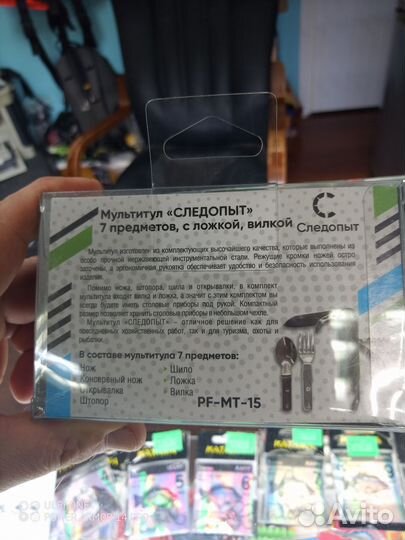 Мультитул «СЛЕДОПЫТ»
7 предметов, с ложкой, вилкой
Следопыт
Мультитул изготовлен из комплектующих высочайшего качества, которые выполнены из
особо прочной нержавеющей инструментальной стали. Режущие кромки ножей остро
заточены, а эргономичная рукоятка обеспечивает удобство и безопасность использования
изделия.
Помимо ножа, штопора, шила и открывалки, в комплект
мультитула входят вилка и ложка, а значит с этим комплектом вы
всегда будете иметь столовые приборы под рукой. Компактный
размер позволяет хранить столовые приборы в небольшом чехле.
Мультитул «СЛЕДОПЫТ» – отличное решение как для
повседневных хозяйственных работ, так и для туризма, охоты и
рыбалки.
В составе мультитула 7 предметов:
Нож
Консервный нож
Открывалка
Штопор
Шило
Ложка
Вилка
PF-MT-15
5
6
Avito